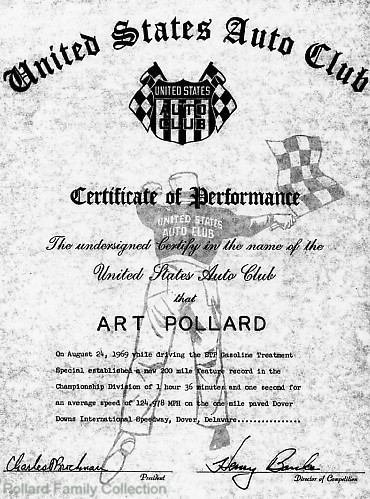 United States Auto Club
UNITED STATES
AUTO
CLUB
Certificate of Performance
UNITED STATES
AUTO CLUB
The undersigned Certify in the name of the
United States Auto Club
that
ART POLLARD
On August 24, 1969 while driving the STP Gasoline Treatment
Special established a new 200 mile feature record in the
Championship Division of 1 hour 36 minutes and one second for
an average speed of 124.978 MPH on the one mile paved Dover
Downs International Speedway, Dover, Delaware................
Henry Banks
President
Director of Competition
Pollard Family Collection